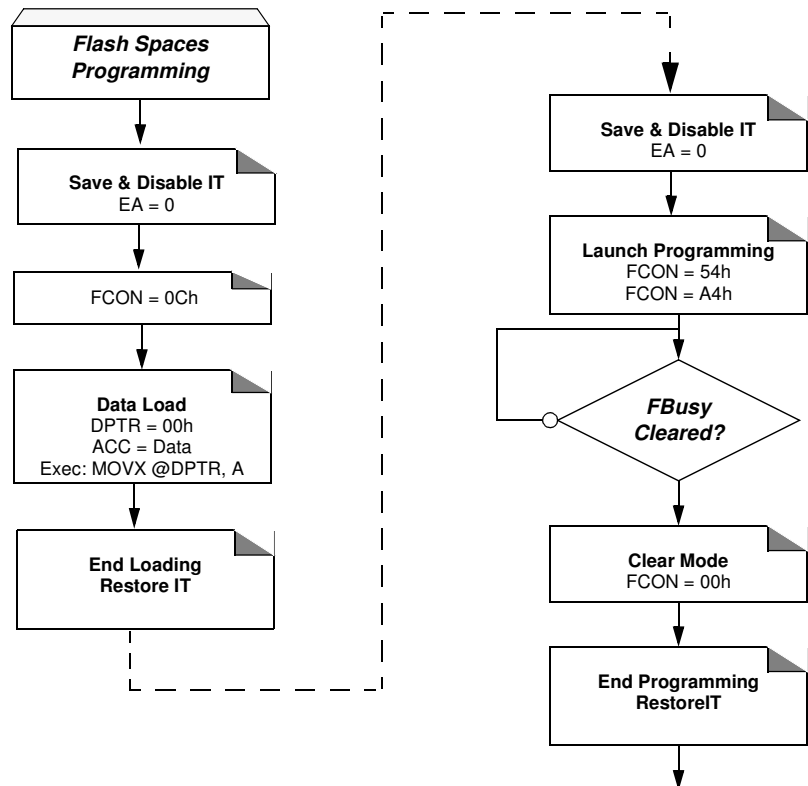 Flash Spaces
Programming
Save & Disable IT
EA = 0
FCON = 0Ch
Data Load
DPTR = 00h
ACC = Data
Exec: MOVX @DPTR, A
End Loading
Restore IT
Save & Disable IT
EA = 0
Launch Programming
FCON = 54h
FCON = A4h
FBusy
Cleared?
Clear Mode
FCON = 00h
End Programming
RestoreIT